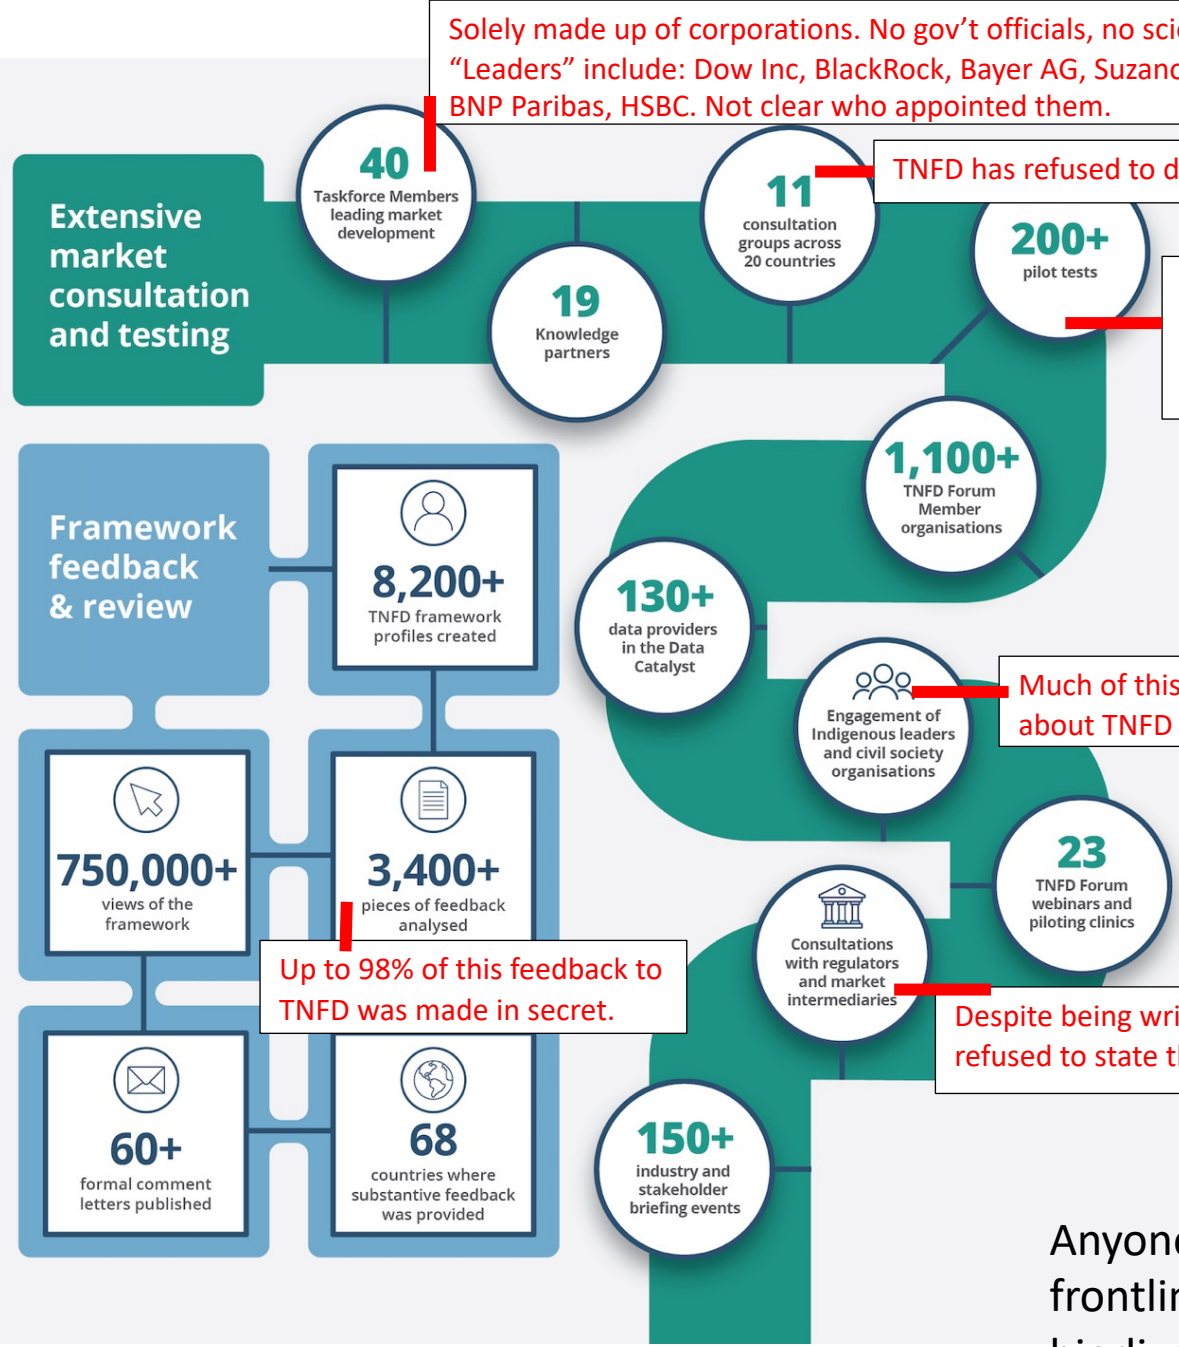 Solely made up of corporations. No gov’t officials, no
“Leaders” include: Dow Inc, BlackRock, Bayer AG,
BNP Paribas, HSBC. Not clear who appointed them.
40
Taskforce Members
leading market
development
11
consultation
groups across
20 countries
TNFD has refused to
200+
pilot tests
Extensive
market
consultation
and testing
19
Knowledge
partners
1,100+
TNFD Forum
Member
organisations
Framework
feedback
& review
8,200+
TNFD framework
profiles created
130+
data providers
in the Data
Catalyst
Much of this
about TNFD
Engagement of
Indigenous leaders
and civil society
organisations
750,000+
views of the
framework
3,400+
pieces of feedback
analysed
23
TNFD Forum
webinars and
piloting clinics
Consultations
with regulators
and market
intermediaries
Up to 98% of this feedback to
TNFD was made in secret.
Despite being
refused to state
60+
formal comment
letters published
68
countries where
substantive feedback
was provided
150+
industry and
stakeholder
briefing events